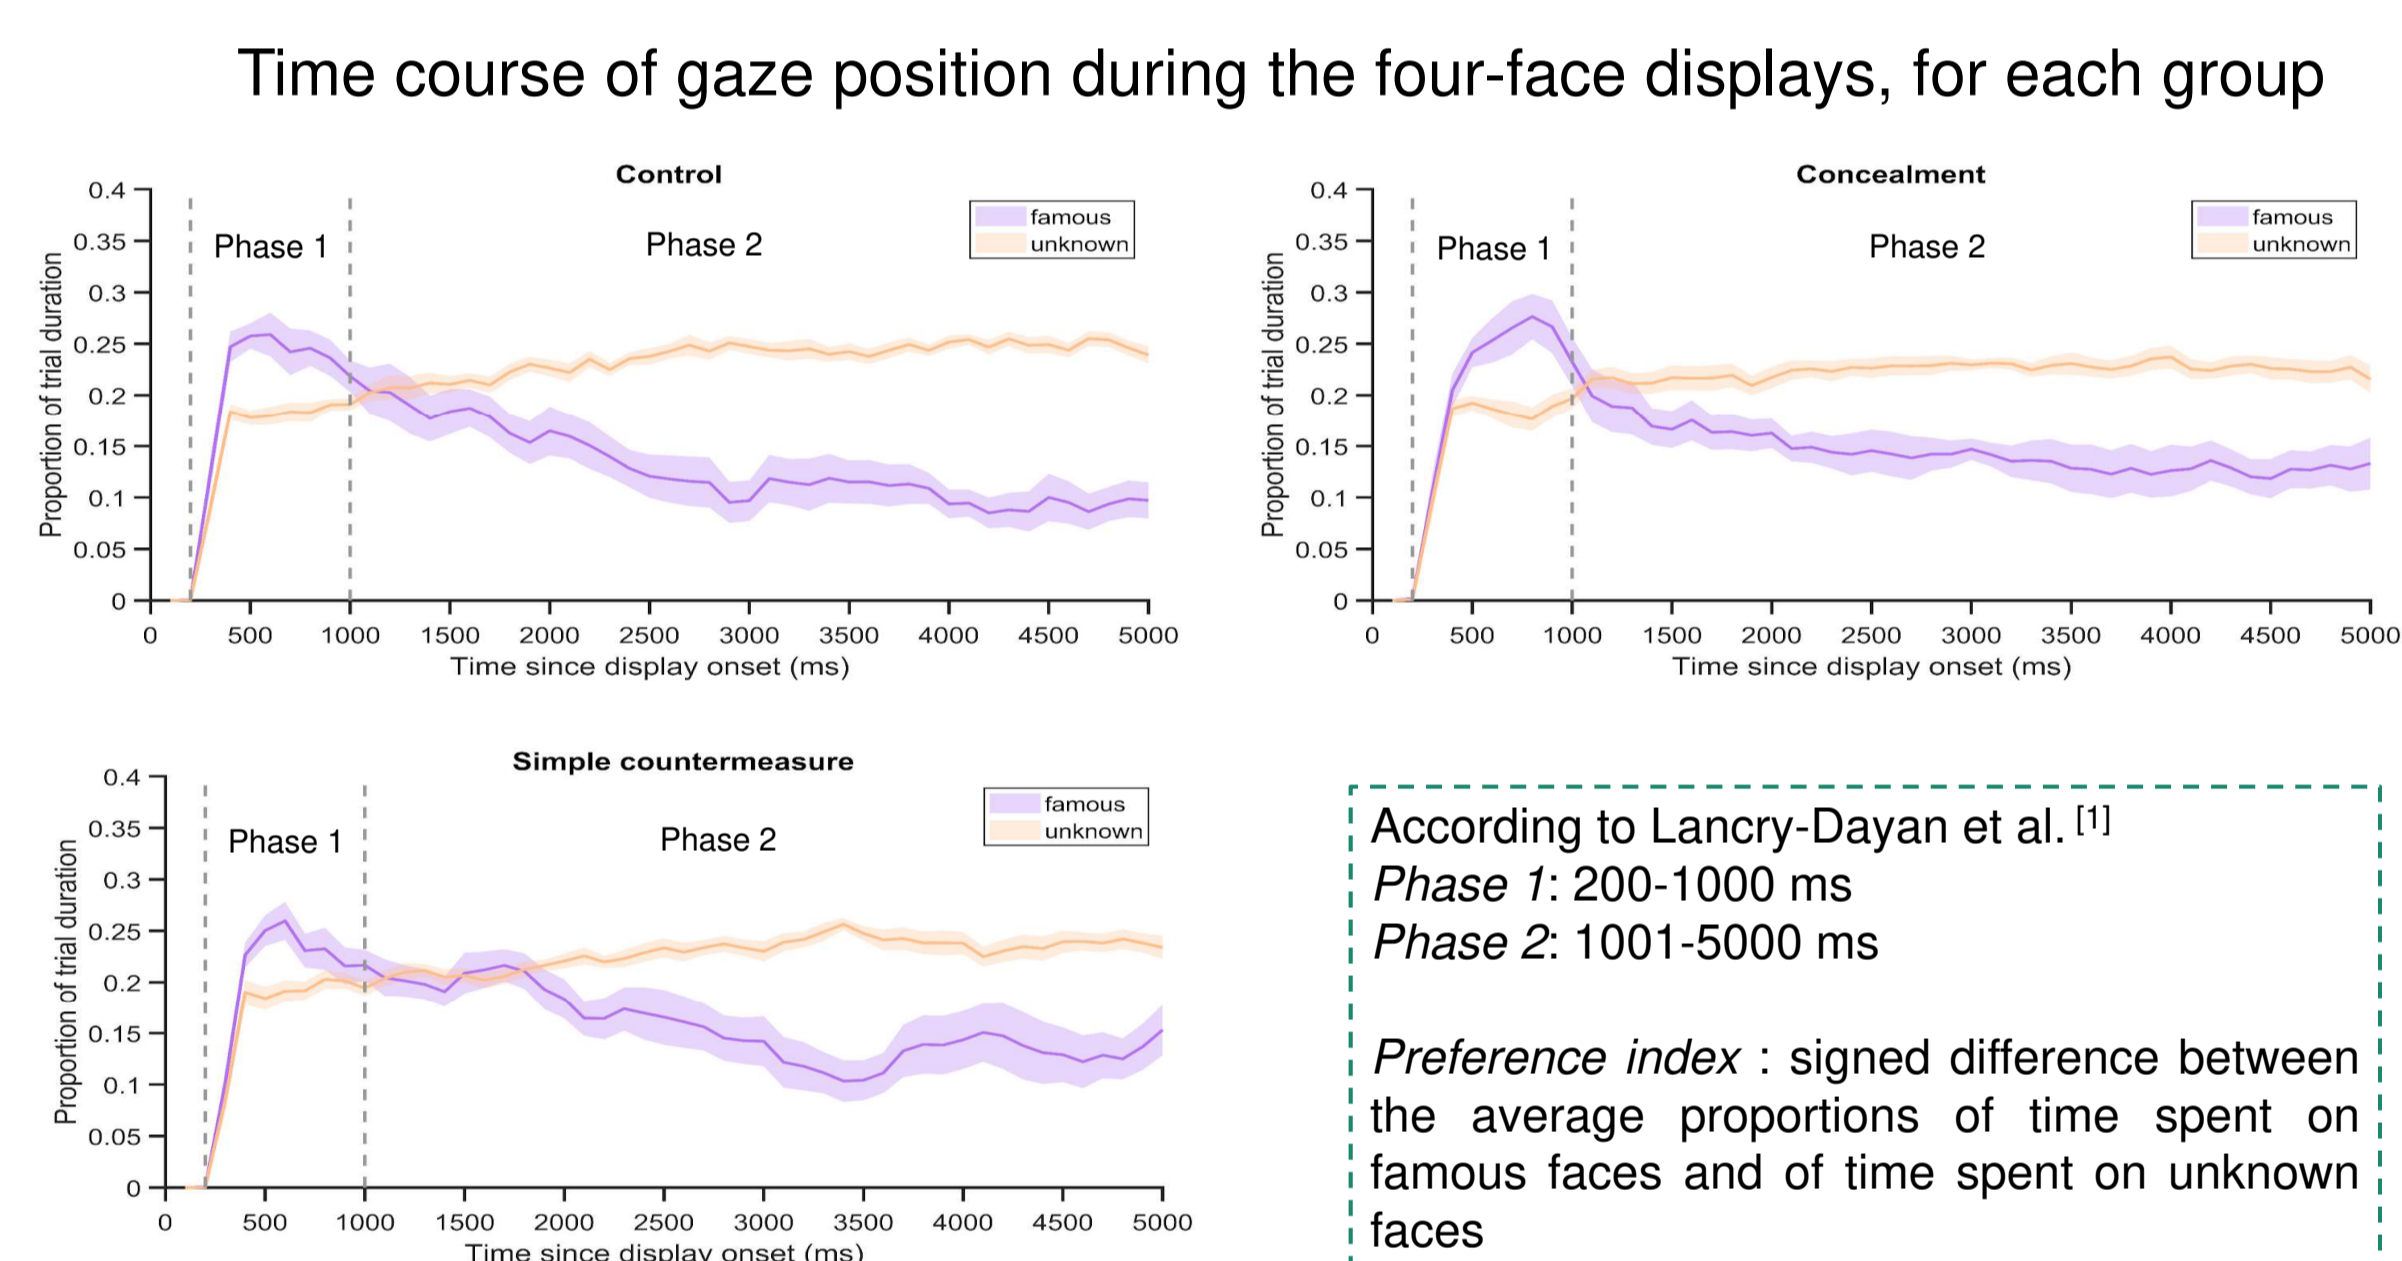 Time course of gaze position during the four-face displays, for each group
Control
0.4
0.35
0.3
0.25
0.2
0.15
0.1
0.05
0
Proportion of trial duration
Phase 1
Phase 2
famous
unknown
0 500 1000 1500 2000 2500 3000 3500 4000 4500 5000
Time since display onset (ms)
Concealment
0.4
0.35
0.3
0.25
0.2
0.15
0.1
0.05
0
Proportion of trial duration
Phase 1
Phase 2
famous
unknown
0 500 1000 1500 2000 2500 3000 3500 4000 4500 5000
Time since display onset (ms)
Simple countermeasure
0.4
0.35
0.3
0.25
0.2
0.15
0.1
0.05
0
Proportion of trial duration
Phase 1
Phase 2
famous
unknown
0 500 1000 1500 2000 2500 3000 3500 4000 4500 5000
Time since display onset (ms)
According to Lancry-Dayan et al. [1]
Phase 1: 200-1000 ms
Phase 2: 1001-5000 ms
Preference index : signed difference between
the average proportions of time spent on
famous faces and of time spent on unknown
faces